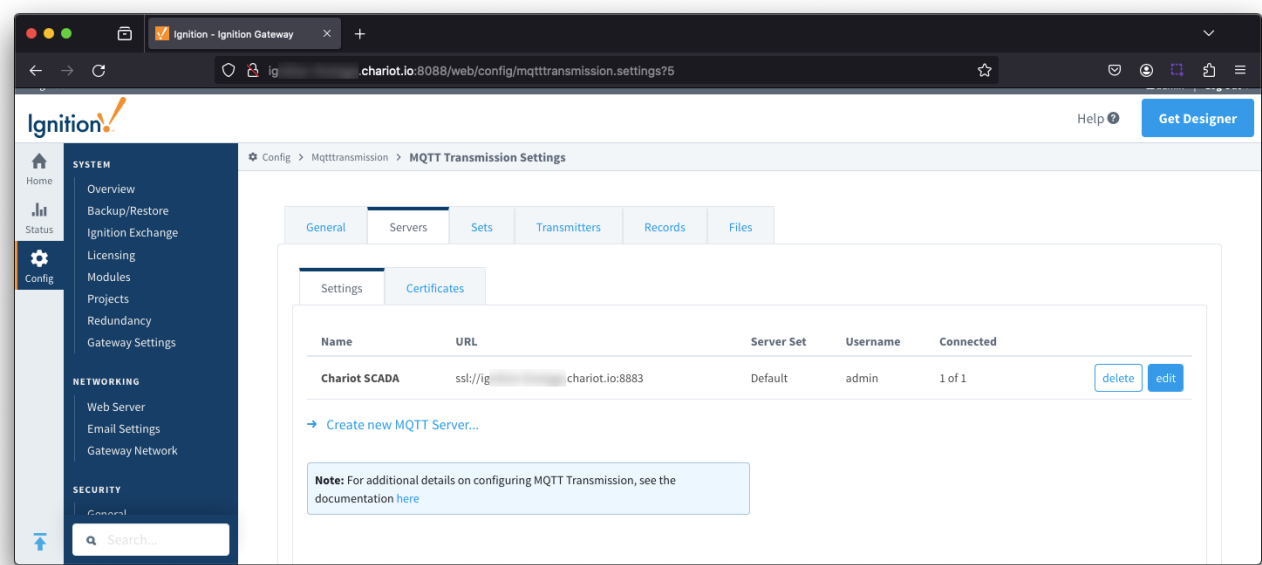 Ignition - Ignition Gateway
ig .chariot.io:8088/web/config/mqtttransmission.settings?5
Ignition!
Help
Get Designer
Config > Mqtttransmission > MQTT Transmission Settings
Home
Status
Config
SYSTEM
Overview
Backup/Restore
Ignition Exchange
Licensing
Modules
Projects
Redundancy
Gateway Settings
NETWORKING
Web Server
Email Settings
Gateway Network
SECURITY
General
Search...
General Servers Sets Transmitters Records Files
Settings Certificates
Name URL Server Set Username Connected
Chariot SCADA ssl://ig chariot.io:8883 Default admin 1 of 1 delete edit
→ Create new MQTT Server...
Note: For additional details on configuring MQTT Transmission, see the
documentation here